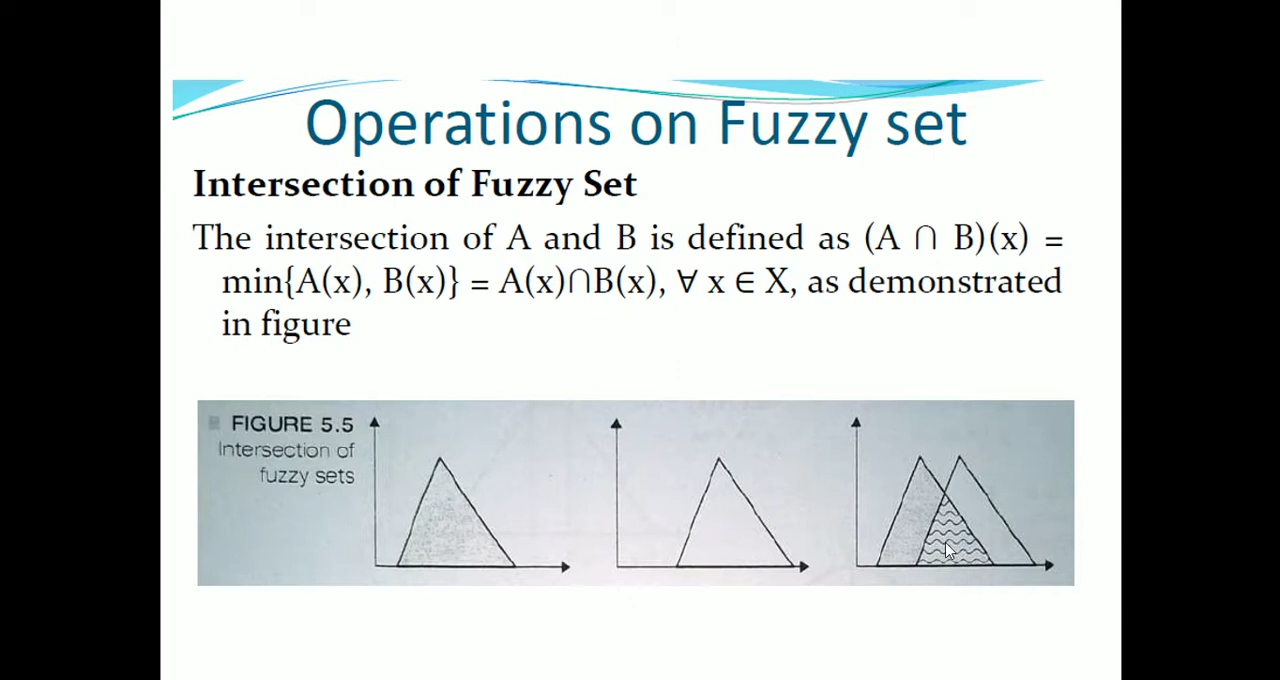 Operations on Fuzzy set
Intersection of Fuzzy Set
The intersection of A and B is defined as (A ∩ B)(x) =
min{A(x), B(x)} = A(x)∩B(x), ∀ x ∈ X, as demonstrated
in figure
FIGURE 5.5
Intersection of
fuzzy sets